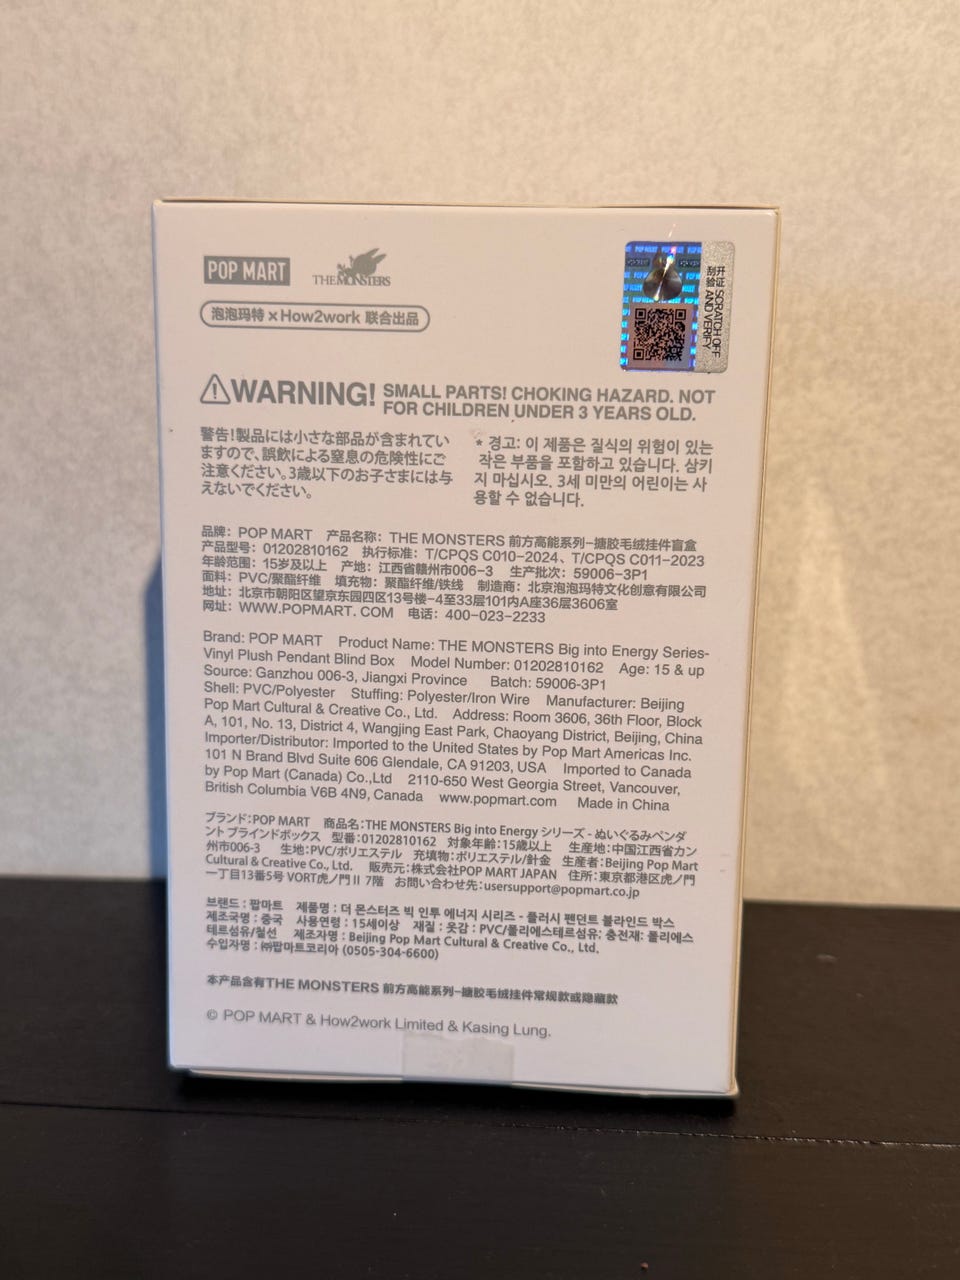 POP MART
THE MONSTERS
泡泡玛特 × How2work 联合出品
刮开
验证
SCRATCH OFF
AND VERIFY
WARNING! SMALL PARTS! CHOKING HAZARD. NOT
FOR CHILDREN UNDER 3 YEARS OLD.
警告!製品には小さな部品が含まれてい
ますので、誤飲による窒息の危険性にご
注意ください。3歳以下のお子さまには与
えないでください。
* 경고: 이 제품은 질식의 위험이 있는
작은 부품을 포함하고 있습니다. 삼키
지 마십시오. 3세 미만의 어린이는 사
용할 수 없습니다.
品牌: POP MART 产品名称: THE MONSTERS 前方高能系列-搪胶毛绒挂件盲盒
产品型号: 01202810162 执行标准: T/CPQS C010-2024、T/CPQS C011-2023
年龄范围: 15岁及以上 产地: 江西省赣州市006-3 生产批次: 59006-3P1
面料: PVC/聚酯纤维 填充物: 聚酯纤维/铁线 制造商: 北京泡泡玛特文化创意有限公司
地址: 北京市朝阳区望京东园四区13号楼-4至33层101内A座36层3606室
网址: WWW.POPMART. COM 电话: 400-023-2233
Brand: POP MART Product Name: THE MONSTERS Big into Energy Series-
Vinyl Plush Pendant Blind Box Model Number: 01202810162 Age: 15 & up
Source: Ganzhou 006-3, Jiangxi Province Batch: 59006-3P1
Shell: PVC/Polyester Stuffing: Polyester/Iron Wire Manufacturer: Beijing
Pop Mart Cultural & Creative Co., Ltd. Address: Room 3606, 36th Floor, Block
A, 101, No. 13, District 4, Wangjing East Park, Chaoyang District, Beijing, China
Importer/Distributor: Imported to the United States by Pop Mart Americas Inc.
101 N Brand Blvd Suite 606 Glendale, CA 91203, USA Imported to Canada
by Pop Mart (Canada) Co.,Ltd 2110-650 West Georgia Street, Vancouver,
British Columbia V6B 4N9, Canada www.popmart.com Made in China
ブランド:POP MART 商品名:THE MONSTERS Big into Energy シリーズ - ぬいぐるみペンダ
ント ブラインドボックス 型番:01202810162 対象年齢:15歳以上 生産地:中国江西省カン
州市006-3 生地:PVC/ポリエステル 充填物:ポリエステル/針金 生産者:Beijing Pop Mart
Cultural & Creative Co., Ltd. 販売元:株式会社POP MART JAPAN 住所:東京都港区虎ノ門
一丁目13番5号 VORT虎ノ門Ⅱ 7階 お問い合わせ先:usersupport@popmart.co.jp
브랜드 : 팝마트 제품명 : 더 몬스터즈 빅 인투 에너지 시리즈 - 플러시 펜던트 블라인드 박스
제조국명 : 중국 사용연령 : 15세이상 재질 : 옷감 : PVC/폴리에스테르섬유: 충전재: 폴리에스
테르섬유/철선 제조자명 : Beijing Pop Mart Cultural & Creative Co., Ltd.
수입자명 : ㈜팝마트코리아 (0505-304-6600)
本产品含有THE MONSTERS 前方高能系列-搪胶毛绒挂件常规款或隐藏款
© POP MART & How2work Limited & Kasing Lung.